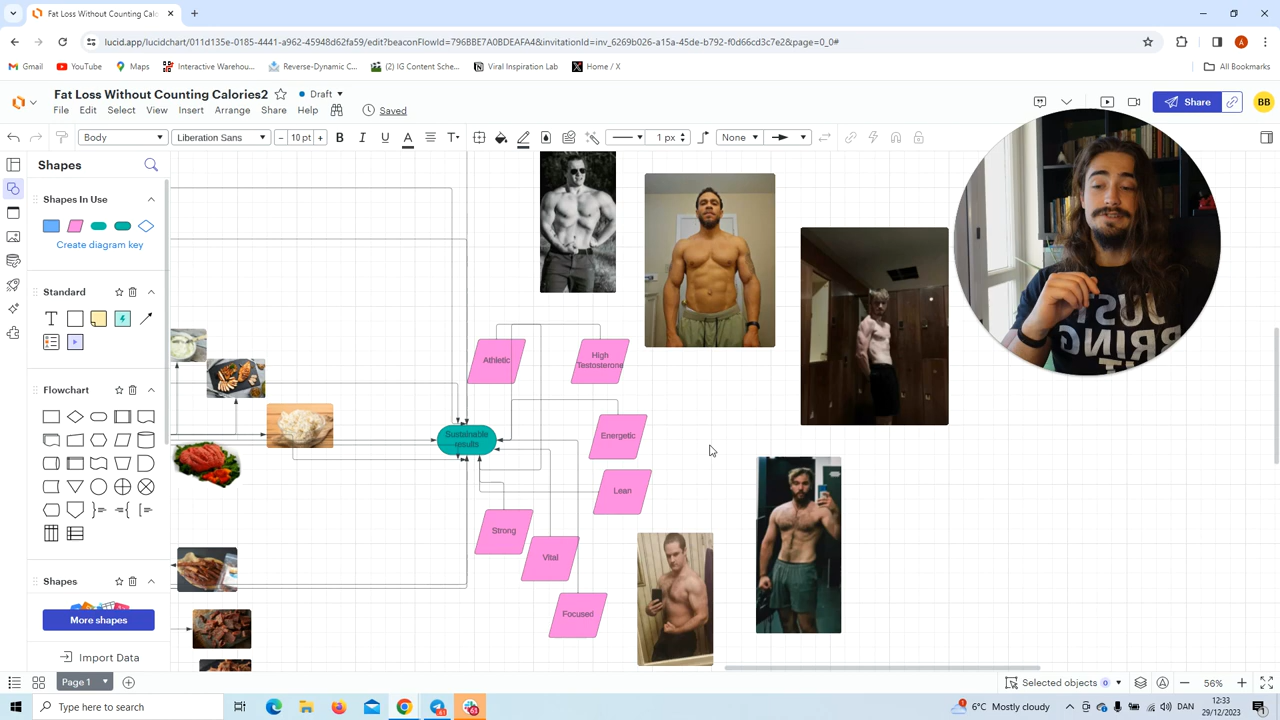 Fat Loss Without Counting Calo
lucid.app/lucidchart/011d135e-0185-4441-a962-45948d62fa59/edit?beaconFlowId=796BBE7A0BDEAFA4&invitationId=inv_6269b026-a15a-45de-b792-f0d66cd3c7e2&page=0_0#
A
Gmail
YouTube
Maps
Interactive Warehou...
Reverse-Dynamic C...
(2) IG Content Sche...
Viral Inspiration Lab
Home / X
All Bookmarks
Fat Loss Without Counting Calories2
Draft
File Edit Select View Insert Arrange Share Help
Saved
Share
BB
Body
Liberation Sans
10 pt
B I U A T
1 px
None
Shapes
Shapes In Use
Create diagram key
Standard
T
Flowchart
Shapes
More shapes
Import Data
Athletic
High
Testosterone
Sustainable
results
Energetic
Lean
Strong
Vital
Focused
JUST
Page 1
Selected objects 0
56%
Type here to search
6°C Mostly cloudy
DAN
12:33
29/12/2023